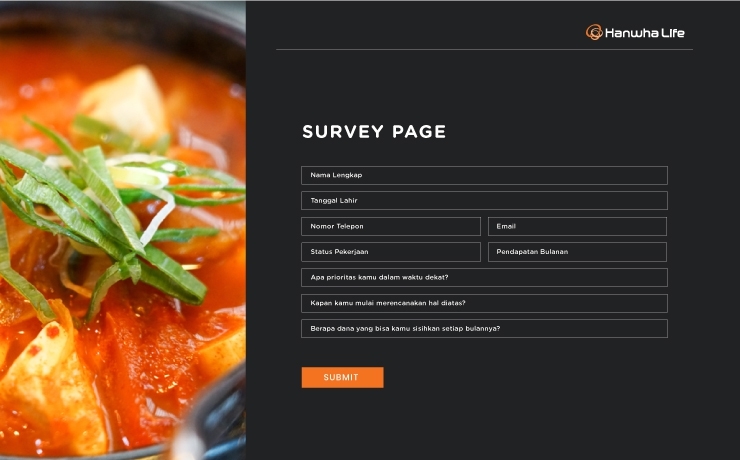 Hanwha Life
SURVEY PAGE
Nama Lengkap
Tanggal Lahir
Nomor Telepon
Email
Status Pekerjaan
Pendapatan Bulanan
Apa prioritas kamu dalam waktu dekat?
Kapan kamu mulai merencanakan hal diatas?
Berapa dana yang bisa kamu sisihkan setiap bulannya?
SUBMIT